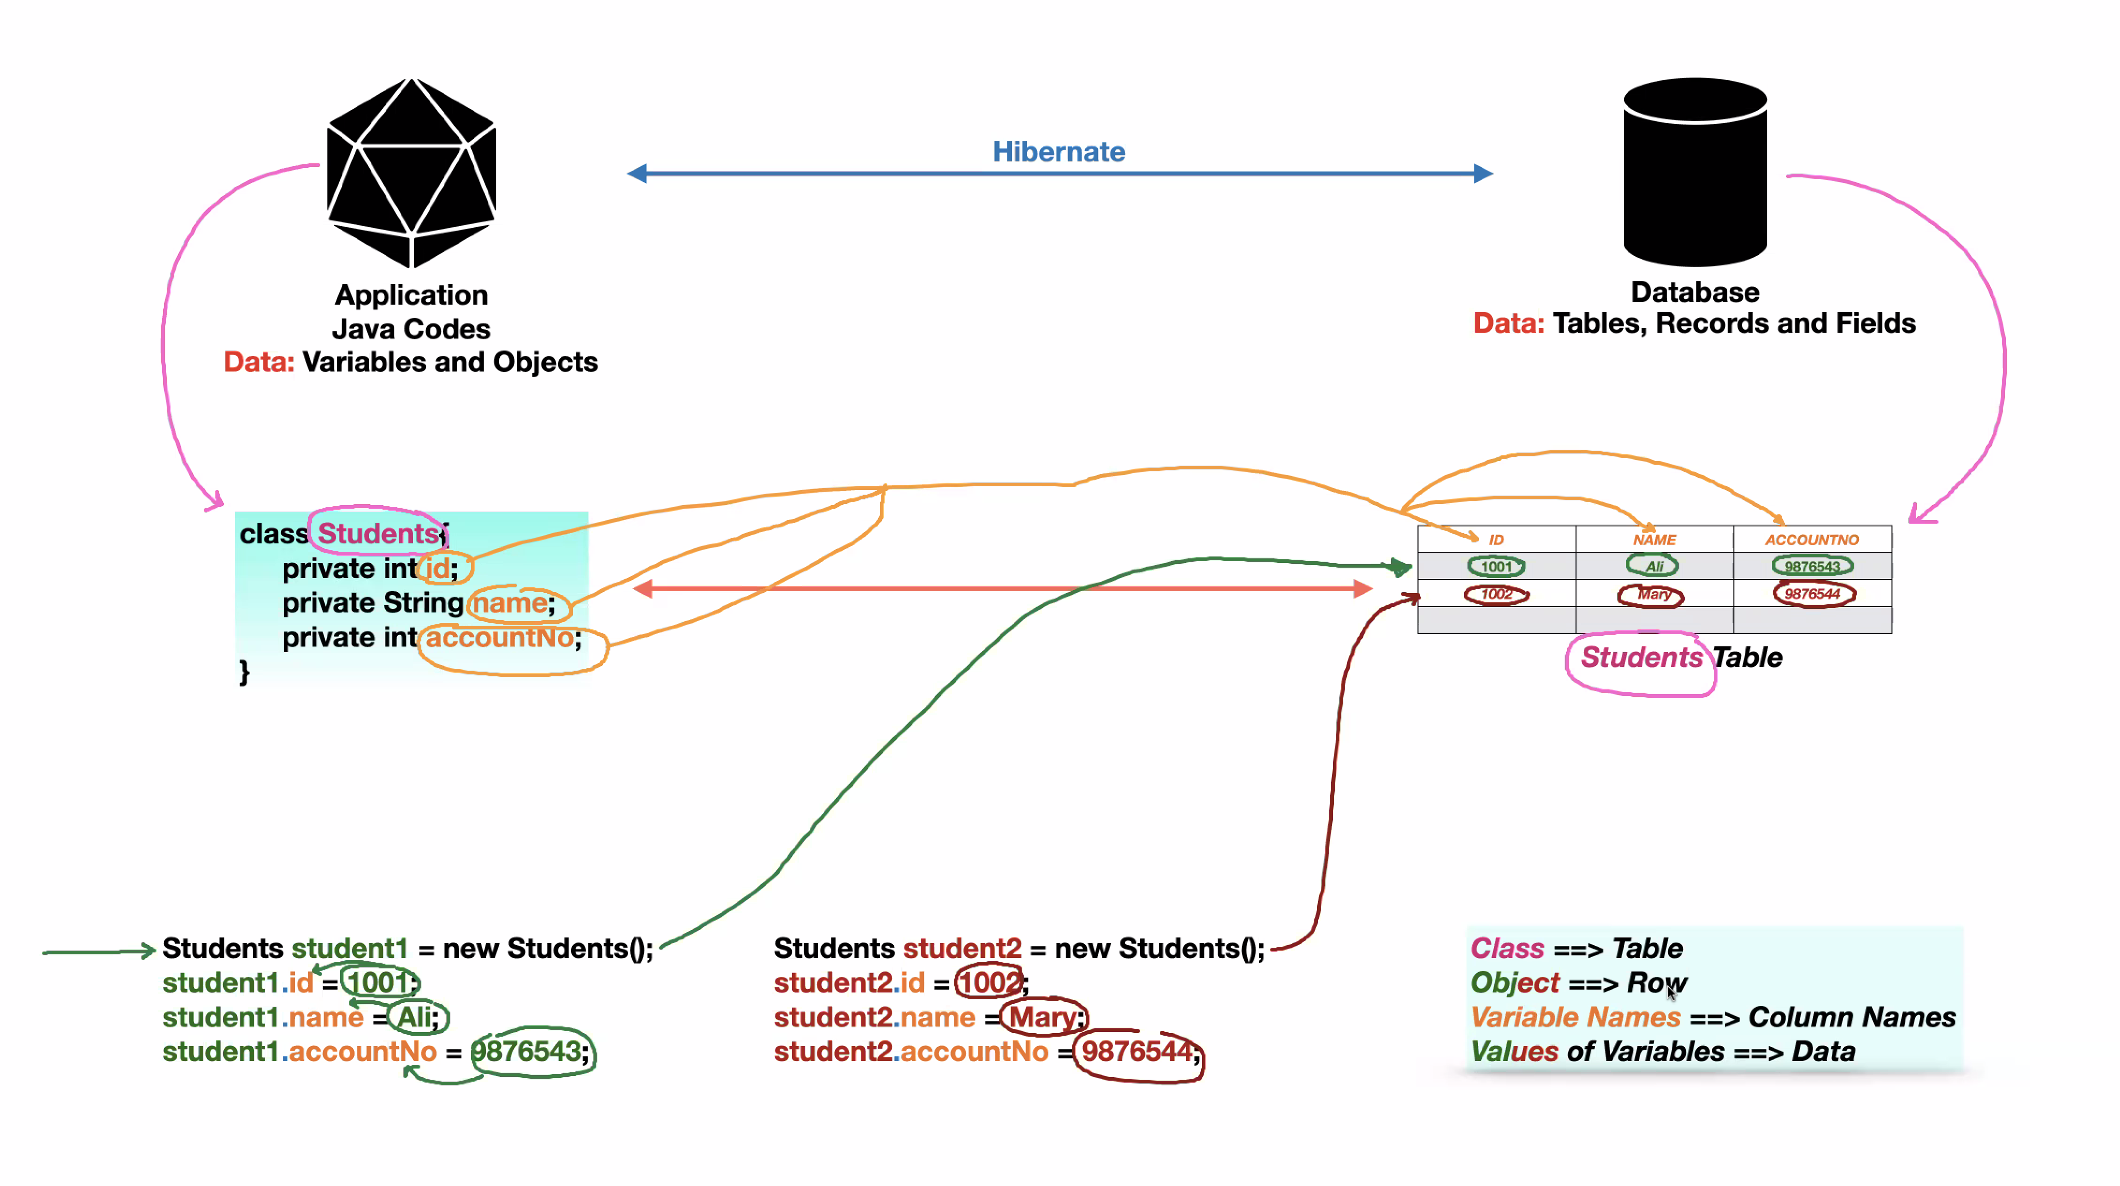 Hibernate
Application
Java Codes
Data: Variables and Objects
Database
Data: Tables, Records and Fields
class Students{
private int id;
private String name;
private int accountNo;
}
ID NAME ACCOUNTNO
1001 Ali 9876543
1002 Mary 9876544
Students Table
Students student1 = new Students();
student1.id = 1001;
student1.name = Ali;
student1.accountNo = 9876543;
Students student2 = new Students();
student2.id = 1002;
student2.name = Mary;
student2.accountNo = 9876544;
Class ==> Table
Object ==> Row
Variable Names ==> Column Names
Values of Variables ==> Data